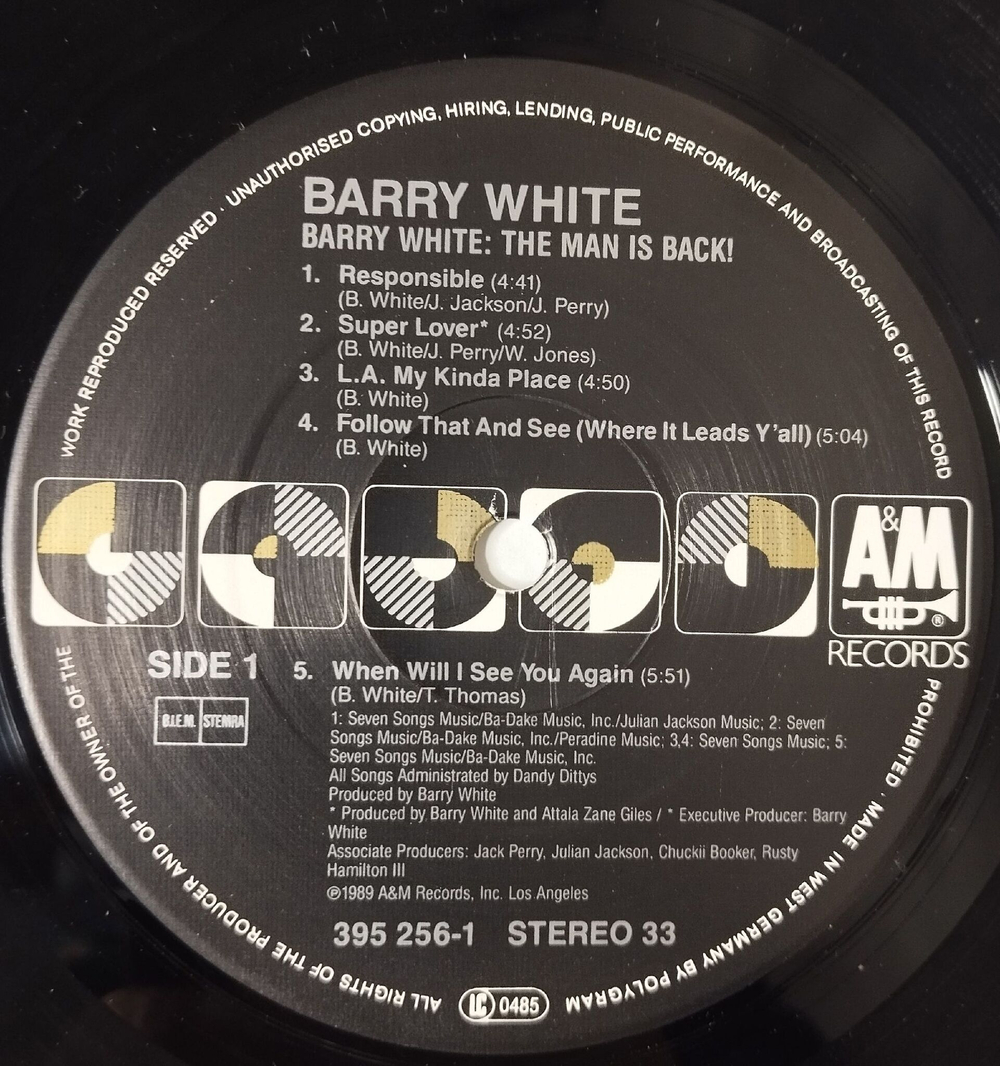 WORK REPRODUCED RESERVED · UNAUTHORISED COPYING, HIRING, LENDING, PUBLIC PERFORMANCE AND BROADCASTING OF THIS RECORD
BARRY WHITE
BARRY WHITE: THE MAN IS BACK!
1. Responsible (4:41)
(B. White/J. Jackson/J. Perry)
2. Super Lover* (4:52)
(B. White/J. Perry/W. Jones)
3. L.A. My Kinda Place (4:50)
(B. White)
4. Follow That And See (Where It Leads Y'all) (5:04)
(B. White)
A&M
®
RECORDS
SIDE 1
B.I.E.M. STEMRA
5. When Will I See You Again (5:51)
(B. White/T. Thomas)
1: Seven Songs Music/Ba-Dake Music, Inc./Julian Jackson Music; 2: Seven
Songs Music/Ba-Dake Music, Inc./Peradine Music; 3,4: Seven Songs Music; 5:
Seven Songs Music/Ba-Dake Music, Inc.
All Songs Administrated by Dandy Dittys
Produced by Barry White
* Produced by Barry White and Attala Zane Giles / * Executive Producer: Barry
White
Associate Producers: Jack Perry, Julian Jackson, Chuckii Booker, Rusty
Hamilton III
℗1989 A&M Records, Inc. Los Angeles
395 256-1 STEREO 33
PROHIBITED · MADE IN WEST GERMANY BY POLYGRAM
LC 0485
ALL RIGHTS OF THE PRODUCER AND OF THE OWNER OF THE